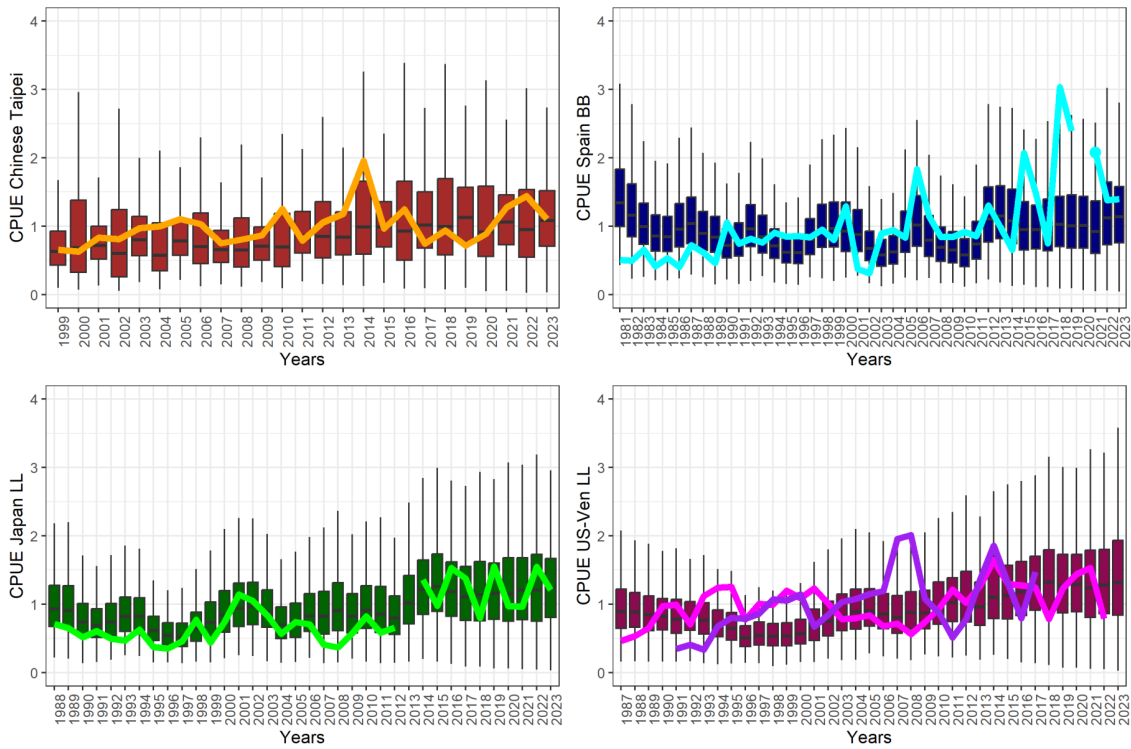 CPUE Chinese Taipei
4
3
2
1
0
1999 2000 2001 2002 2003 2004 2005 2006 2007 2008 2009 2010 2011 2012 2013 2014 2015 2016 2017 2018 2019 2020 2021 2022 2023
Years
CPUE Spain BB
4
3
2
1
0
1981 1982 1983 1984 1985 1986 1987 1988 1989 1990 1991 1992 1993 1994 1995 1996 1997 1998 1999 2000 2001 2002 2003 2004 2005 2006 2007 2008 2009 2010 2011 2012 2013 2014 2015 2016 2017 2018 2019 2020 2021 2022 2023
Years
CPUE Japan LL
4
3
2
1
0
1988 1989 1990 1991 1992 1993 1994 1995 1996 1997 1998 1999 2000 2001 2002 2003 2004 2005 2006 2007 2008 2009 2010 2011 2012 2013 2014 2015 2016 2017 2018 2019 2020 2021 2022 2023
Years
CPUE US-Ven LL
4
3
2
1
0
1987 1988 1989 1990 1991 1992 1993 1994 1995 1996 1997 1998 1999 2000 2001 2002 2003 2004 2005 2006 2007 2008 2009 2010 2011 2012 2013 2014 2015 2016 2017 2018 2019 2020 2021 2022 2023
Years